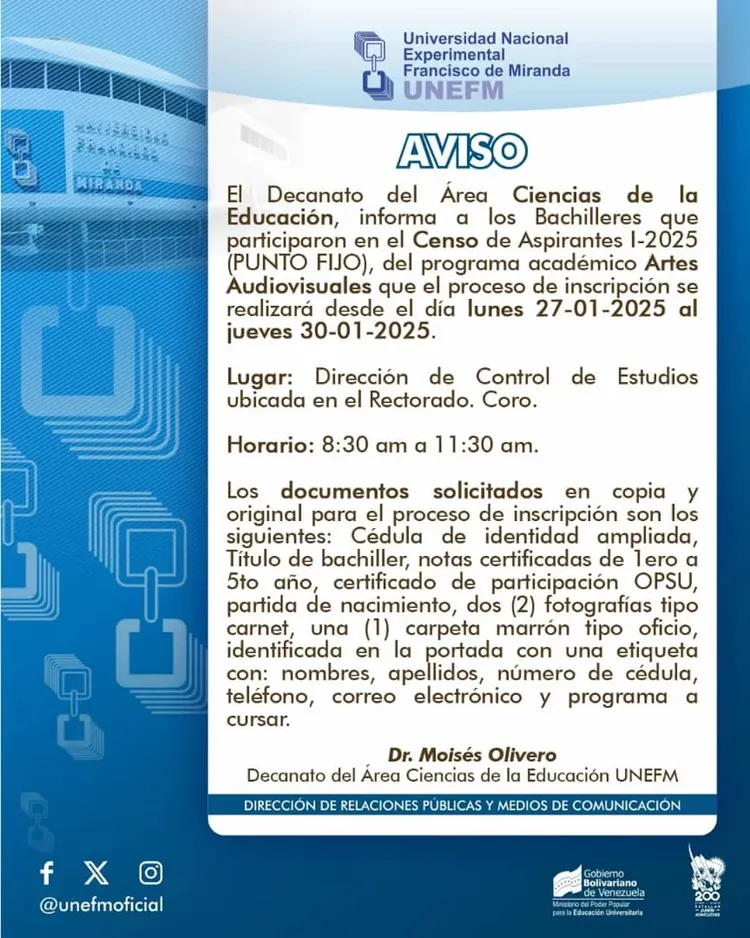 Universidad Nacional
Experimental
Francisco de Miranda
UNEFM
UNIVERSIDAD
FRANCISCO
DE
MIRANDA
AVISO
El Decanato del Área Ciencias de la
Educación, informa a los Bachilleres que
participaron en el Censo de Aspirantes I-2025
(PUNTO FIJO), del programa académico Artes
Audiovisuales que el proceso de inscripción se
realizará desde el día lunes 27-01-2025 al
jueves 30-01-2025.
Lugar: Dirección de Control de Estudios
ubicada en el Rectorado. Coro.
Horario: 8:30 am a 11:30 am.
Los documentos solicitados en copia y
original para el proceso de inscripción son los
siguientes: Cédula de identidad ampliada,
Título de bachiller, notas certificadas de 1ero a
5to año, certificado de participación OPSU,
partida de nacimiento, dos (2) fotografías tipo
carnet, una (1) carpeta marrón tipo oficio,
identificada en la portada con una etiqueta
con: nombres, apellidos, número de cédula,
teléfono, correo electrónico y programa a
cursar.
Dr. Moisés Olivero
Decanato del Área Ciencias de la Educación UNEFM
DIRECCIÓN DE RELACIONES PÚBLICAS Y MEDIOS DE COMUNICACIÓN
@unefmoficial
Gobierno
Bolivariano
de Venezuela
Ministerio del Poder Popular
para la Educación Universitaria
200
JUNÍN
AYACUCHO